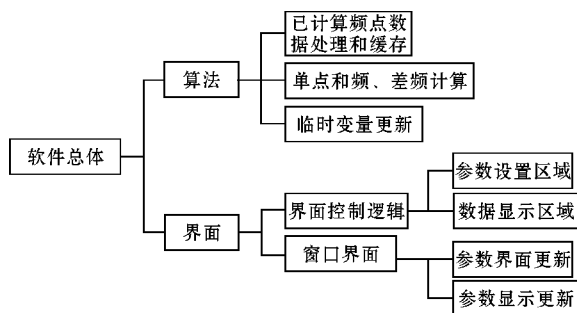 已计算频点数
据处理和缓存
算法
单点和频、差频计算
临时变量更新
软件总体
参数设置区域
界面控制逻辑
数据显示区域
界面
窗口界面
参数界面更新
参数显示更新